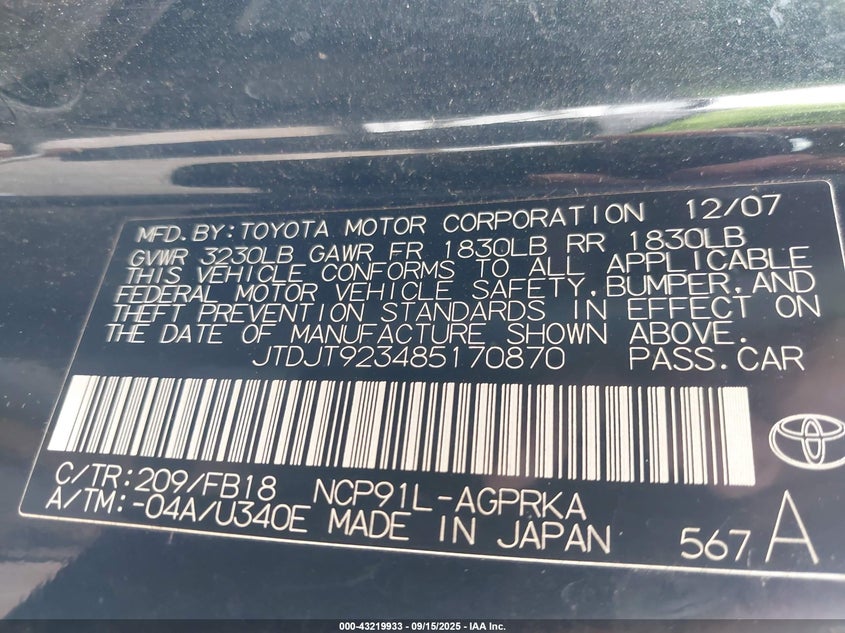 MFD.BY:TOYOTA MOTOR CORPORATION 12/07
GVWR 3230LB GAWR FR 1830LB RR 1830LB
THIS VEHICLE CONFORMS TO ALL APPLICABLE
FEDERAL MOTOR VEHICLE SAFETY,BUMPER,AND
THEFT PREVENTION STANDARDS IN EFFECT ON
THE DATE OF MANUFACTURE SHOWN ABOVE.
JTDJT923485170870 PASS.CAR
C/TR:209/FB18 NCP91L-AGPRKA
A/TM:-04A/U340E MADE IN JAPAN 567 A
000-43219933 - 09/15/2025 - IAA Inc.